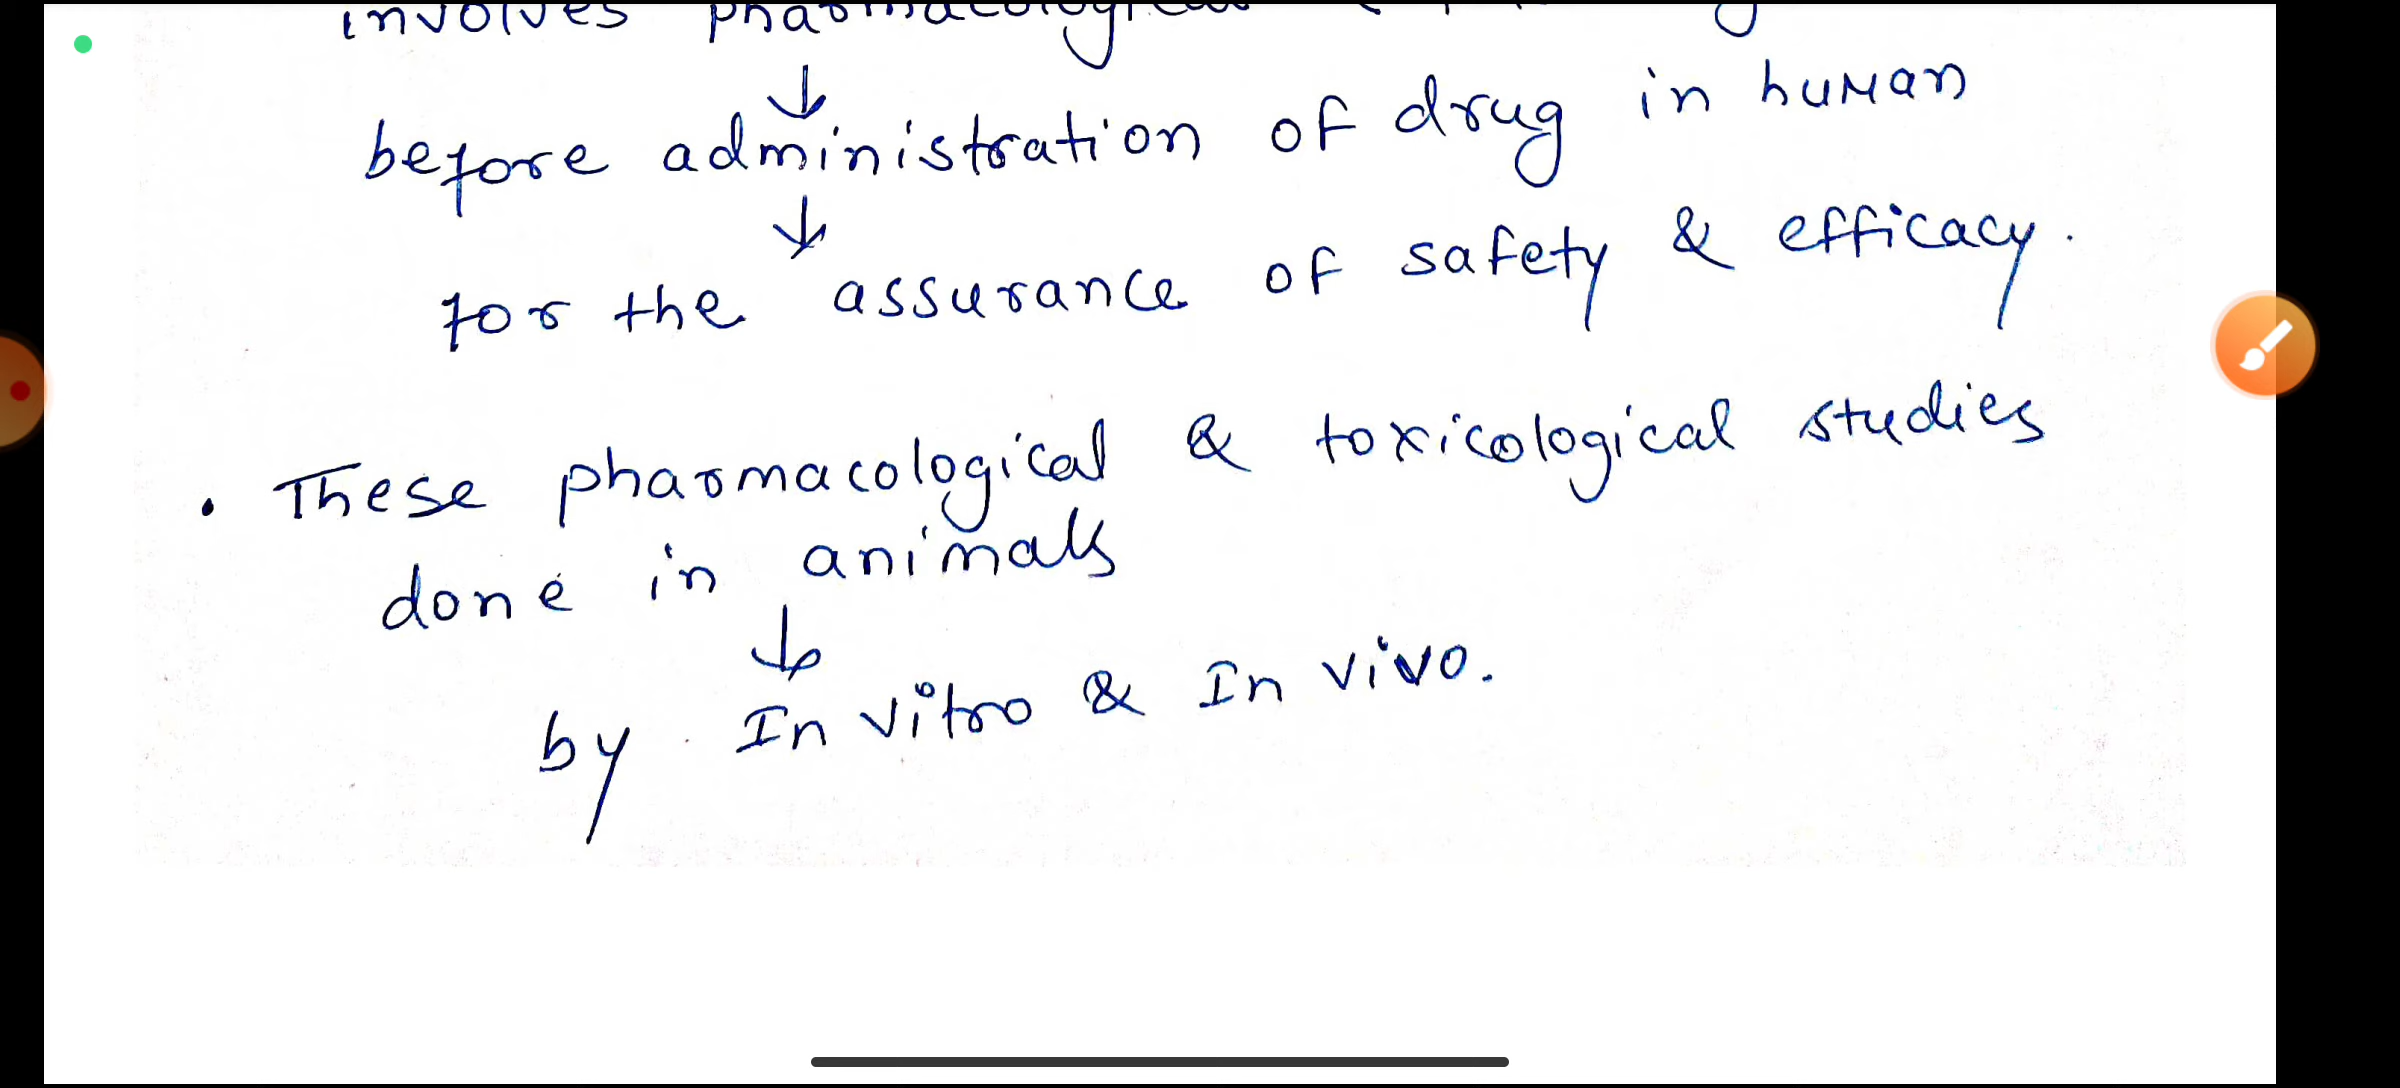 involves pharmacological
↓
before administration of drug in human
↓
for the assurance of safety & efficacy.
• These pharmacological & toxicological studies
done in animals
↓
by In vitro & In vivo.